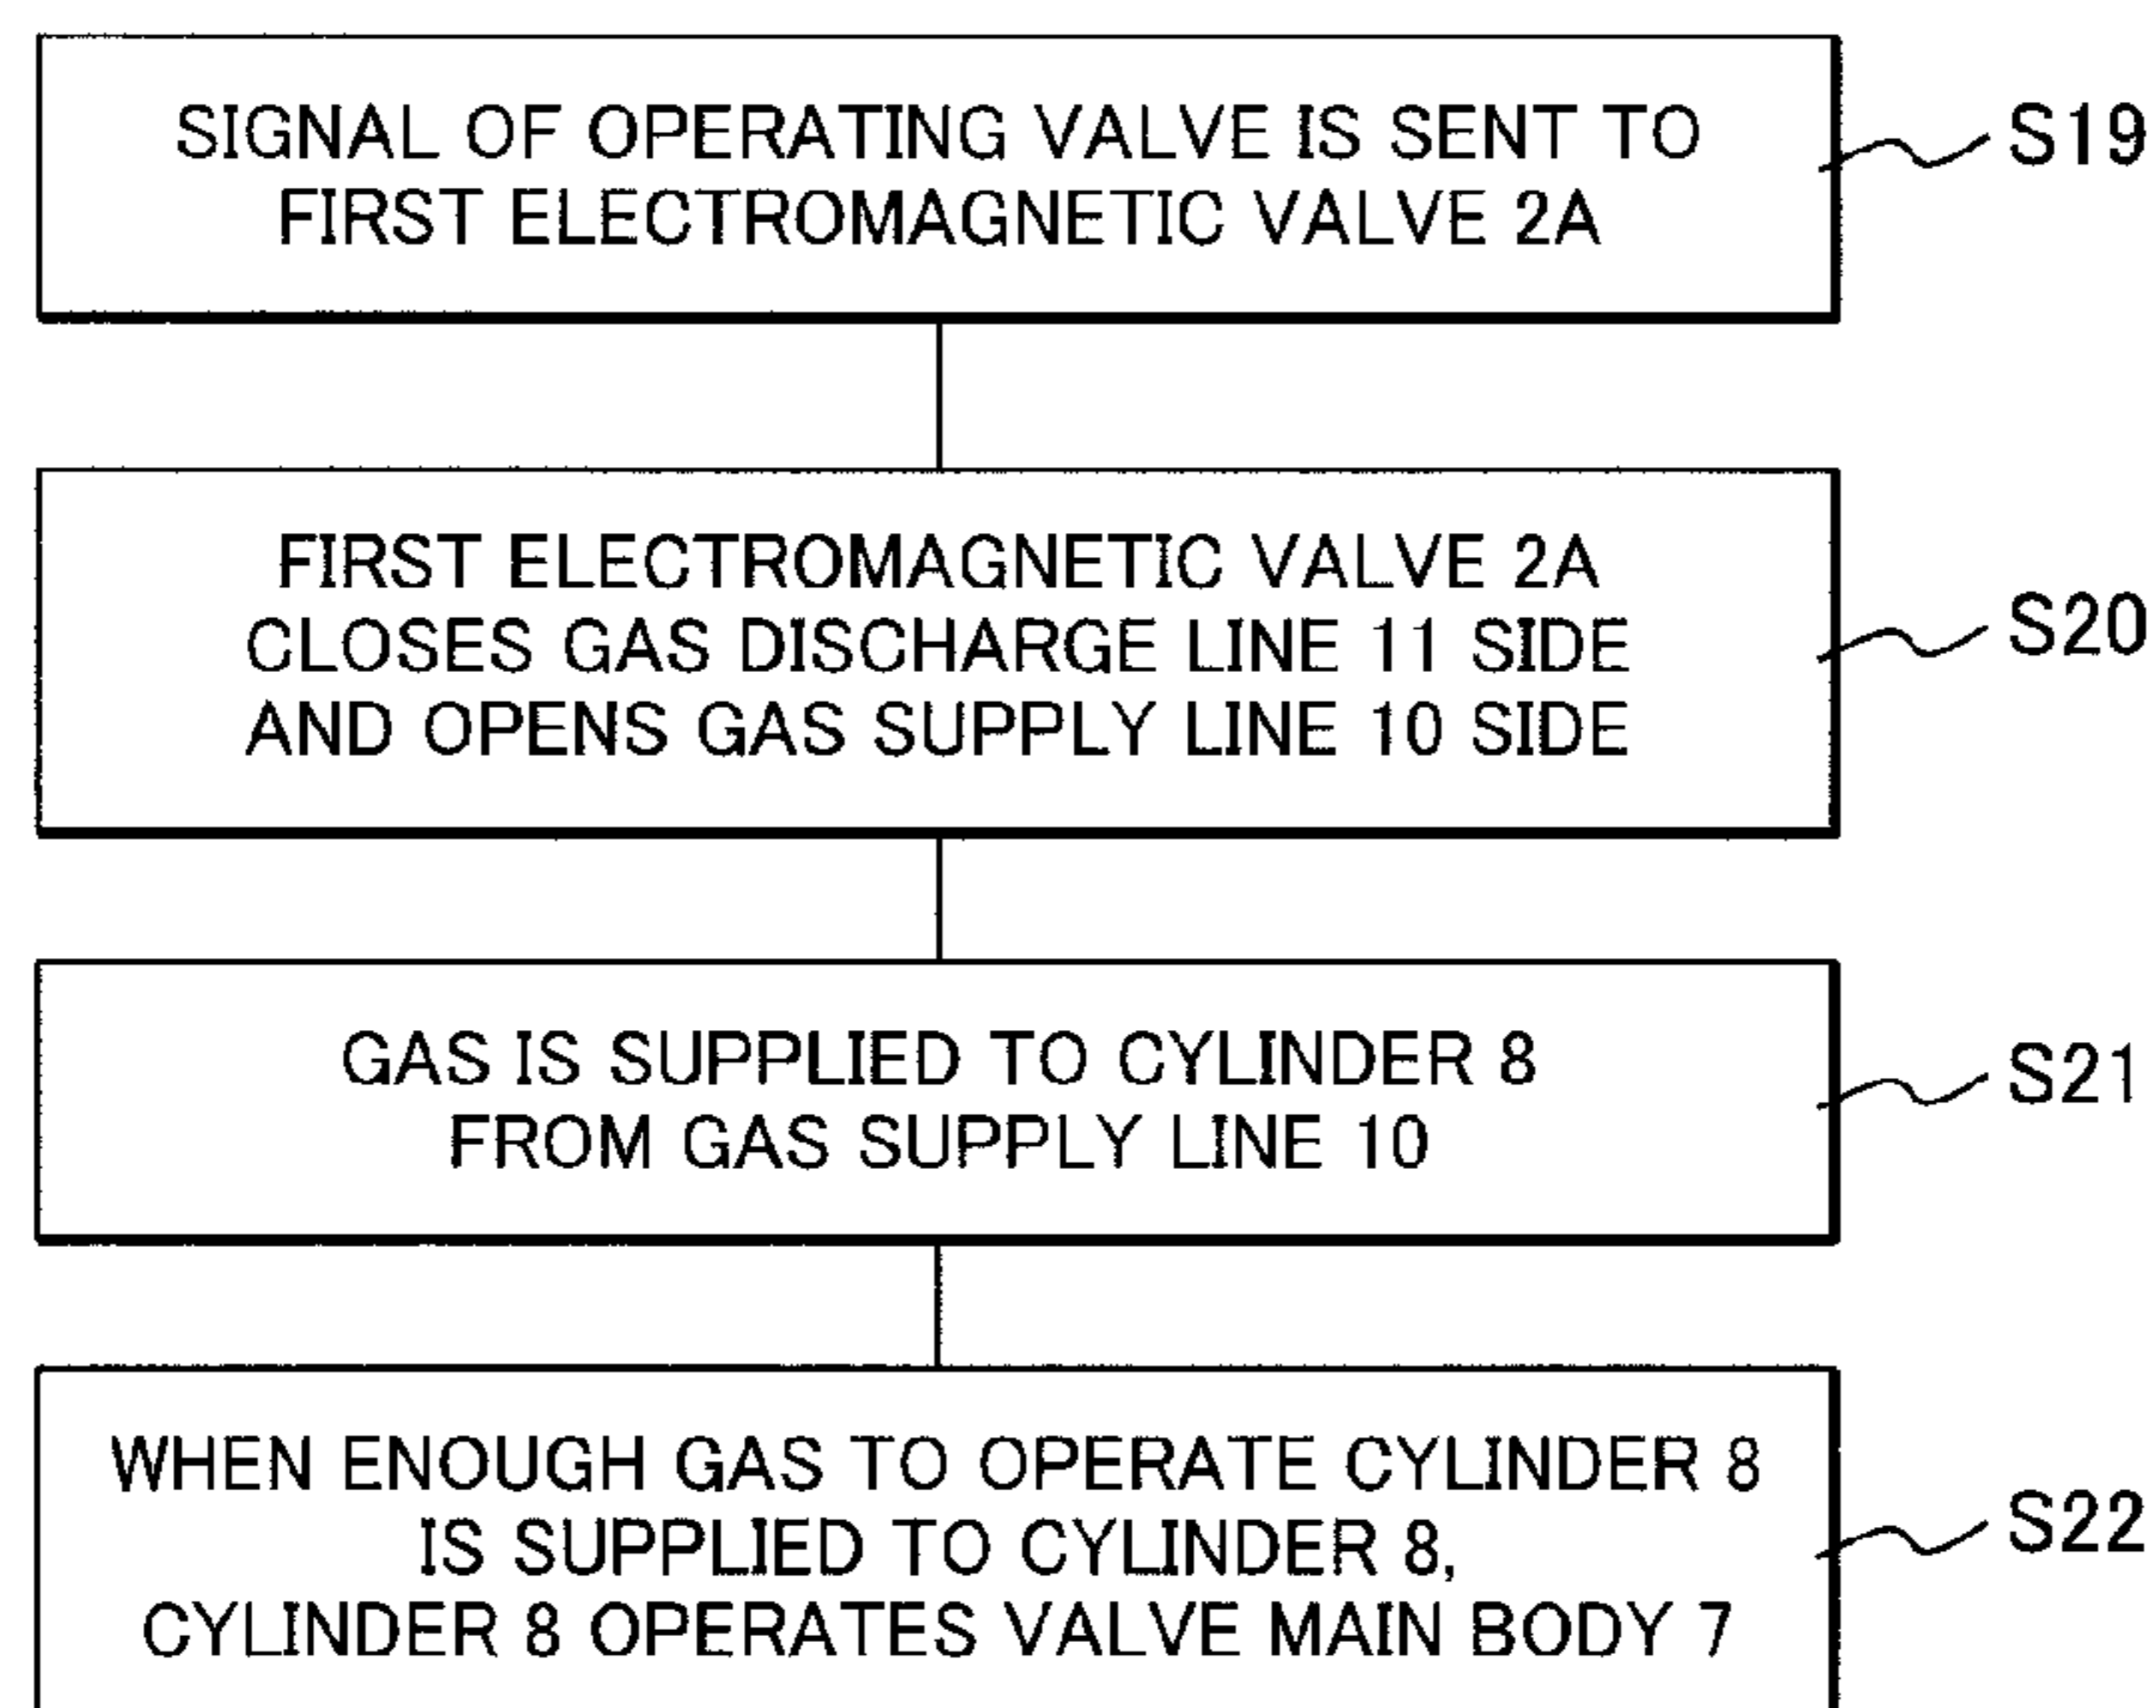 SIGNAL OF OPERATING VALVE IS SENT TO
FIRST ELECTROMAGNETIC VALVE 2A
S19
FIRST ELECTROMAGNETIC VALVE 2A
CLOSES GAS DISCHARGE LINE 11 SIDE
AND OPENS GAS SUPPLY LINE 10 SIDE
S20
GAS IS SUPPLIED TO CYLINDER 8
FROM GAS SUPPLY LINE 10
S21
WHEN ENOUGH GAS TO OPERATE CYLINDER 8
IS SUPPLIED TO CYLINDER 8,
CYLINDER 8 OPERATES VALVE MAIN BODY 7
S22